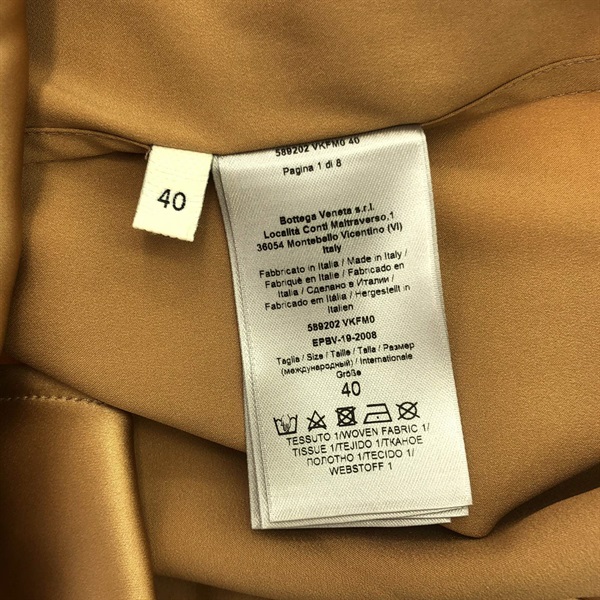 40
589202 VKFM0 40
Pagina 1 di 8
Bottega Veneta s.r.l.
Località Conti Maltraverso,1
36054 Montebello Vicentino (VI)
Italy
Fabbricato in Italia / Made in Italy /
Fabriqué en Italie / Fabricado en
Italia / Сделано в Италии /
Fabricado em Itália / Hergestellt in
Italien
589202 VKFM0
EPBV-19-2008
Taglia / Size / Taille / Talla / Размер
(международный) / Internationale
Größe
40
TESSUTO 1/WOVEN FABRIC 1/
TISSUE 1/TEJIDO 1/ТКАНОЕ
ПОЛОТНО 1/TECIDO 1/
WEBSTOFF 1